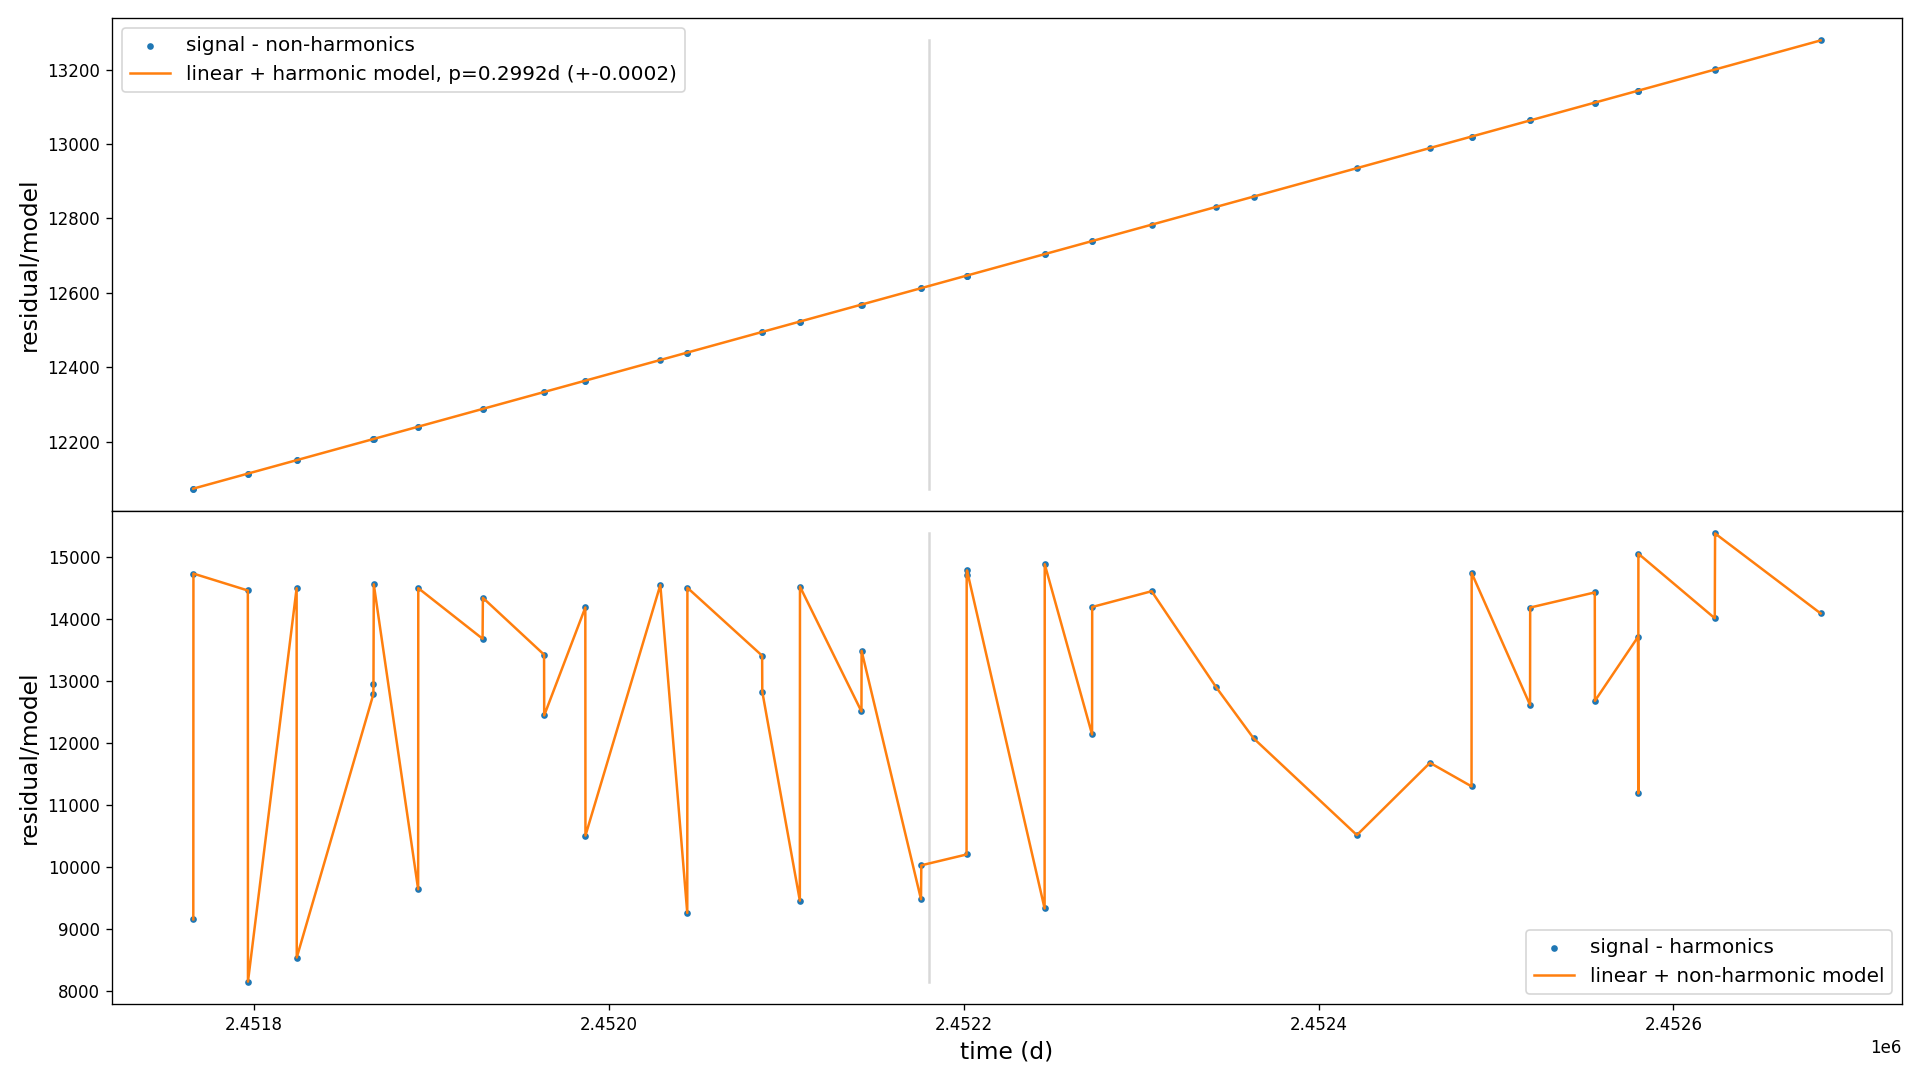 signal - non-harmonics
linear + harmonic model, p=0.2992d (+-0.0002)
13200
13000
12800
12600
12400
12200
residual/model
15000
14000
13000
12000
11000
10000
9000
8000
residual/model
signal - harmonics
linear + non-harmonic model
2.4518
2.4520
2.4522
2.4524
2.4526
1e6
time (d)